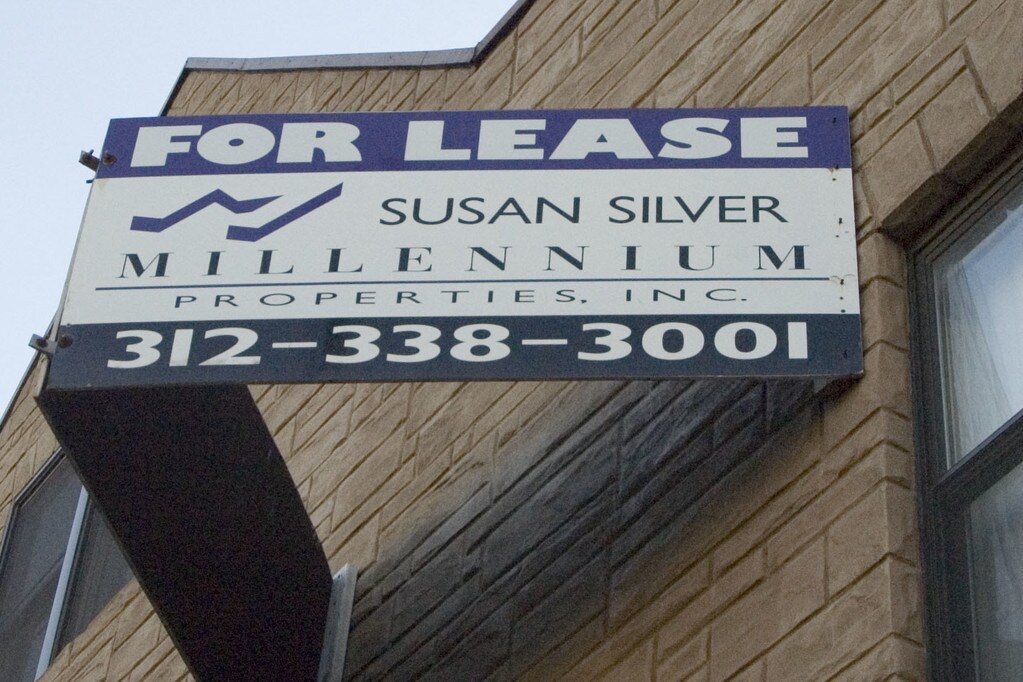 FOR LEASE
SUSAN SILVER
MILLENNIUM
PROPERTIES, INC.
312-338-3001